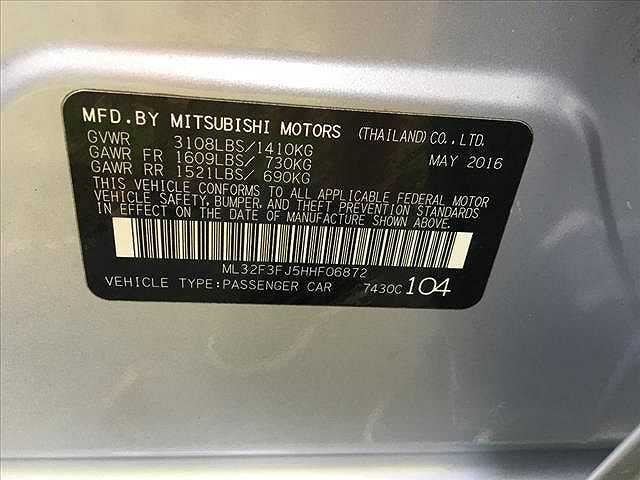 MFD.BY MITSUBISHI MOTORS (THAILAND)CO.,LTD.
GVWR 3108LBS/1410KG MAY 2016
GAWR FR 1609LBS/ 730KG
GAWR RR 1521LBS/ 690KG
THIS VEHICLE CONFORMS TO ALL APPLICABLE FEDERAL MOTOR
VEHICLE SAFETY, BUMPER, AND THEFT PREVENTION STANDARDS
IN EFFECT ON THE DATE OF MANUFACTURE SHOWN ABOVE.
ML32F3FJ5HHF06872
VEHICLE TYPE:PASSENGER CAR 7430C 104